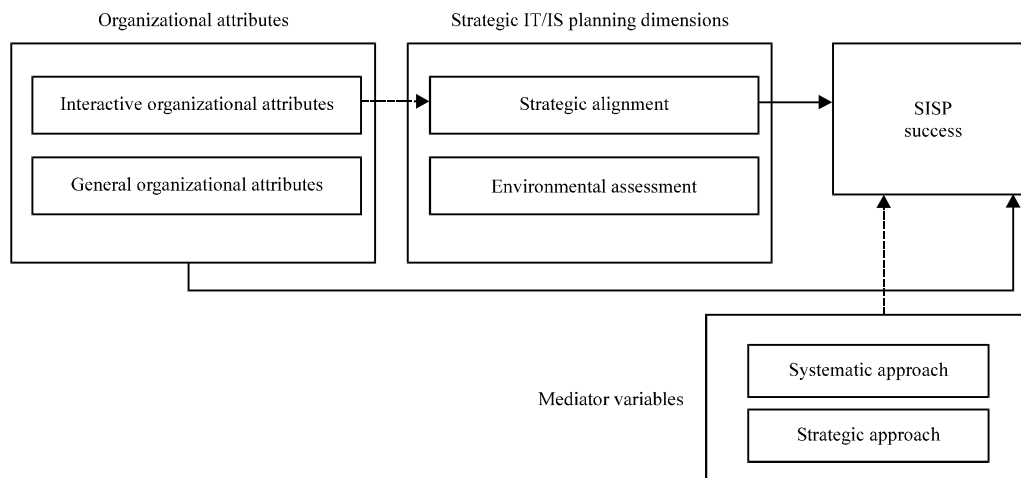 Organizational attributes
Strategic IT/IS planning dimensions
Interactive organizational attributes
Strategic alignment
SISP
success
General organizational attributes
Environmental assessment
Systematic approach
Mediator variables
Strategic approach